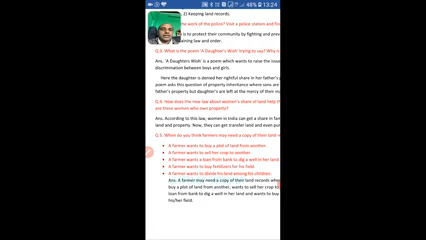 48% 13:24
2) Keeping land records.
the work of the police? Visit a police station and fin
is to protect their community by fighting and prev
taining law and order.
Q.3. What is the poem 'A Daughter's Wish' trying to say? Why is
Ans. 'A Daughters Wish' is a poem which wants to raise the issue
discrimination between boys and girls.
Here the daughter is denied her rightful share in her father's p
poem asks this question of property inheritance where sons are
father's property but daughter's are left at the mercy of their
Q.4. How does the new law about women's share of land help th
are there women who own property?
Ans. According to this law, women in India can get a share in fam
land and property. Now, they can get transfer land and even pur
Q.5. When do you think farmers may need a copy of their land r
• A farmer wants to buy a plot of land from another.
• A farmer wants to sell her crop to another.
• A farmer wants a loan from bank to dig a well in her land
• A farmer wants to buy fertilizers for his field.
• A farmer wants to divide his land among his children.
Ans. A farmer may need a copy of their land records whe
buy a plot of land from another, wants to sell her crop to
loan from bank to dig a well in her land and wants to buy
his/her field.